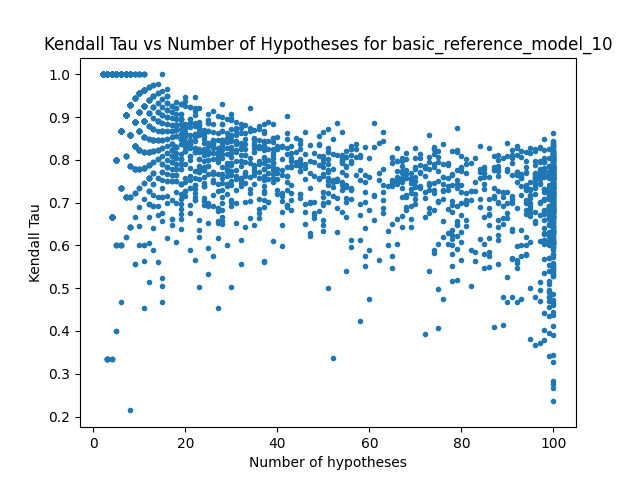 Kendall Tau vs Number of Hypotheses for basic_reference_model_10
1.0
0.9
0.8
0.7
0.6
0.5
0.4
0.3
0.2
Kendall Tau
0 20 40 60 80 100
Number of hypotheses